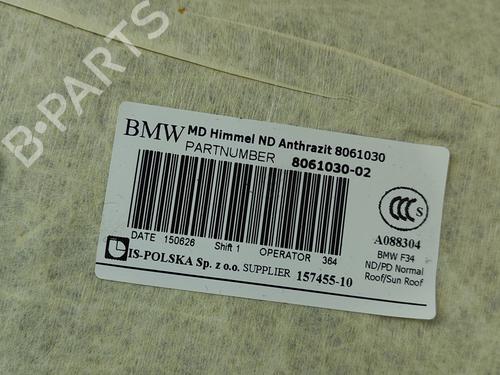 B-PARTS
BMW MD Himmel ND Anthrazit 8061030
PARTNUMBER 8061030-02
CCC S
A088304
DATE 150626 Shift 1 OPERATOR 364
BMW F34
ND/PD Normal
Roof/Sun Roof
IS-POLSKA Sp. z o.o. SUPPLIER 157455-10